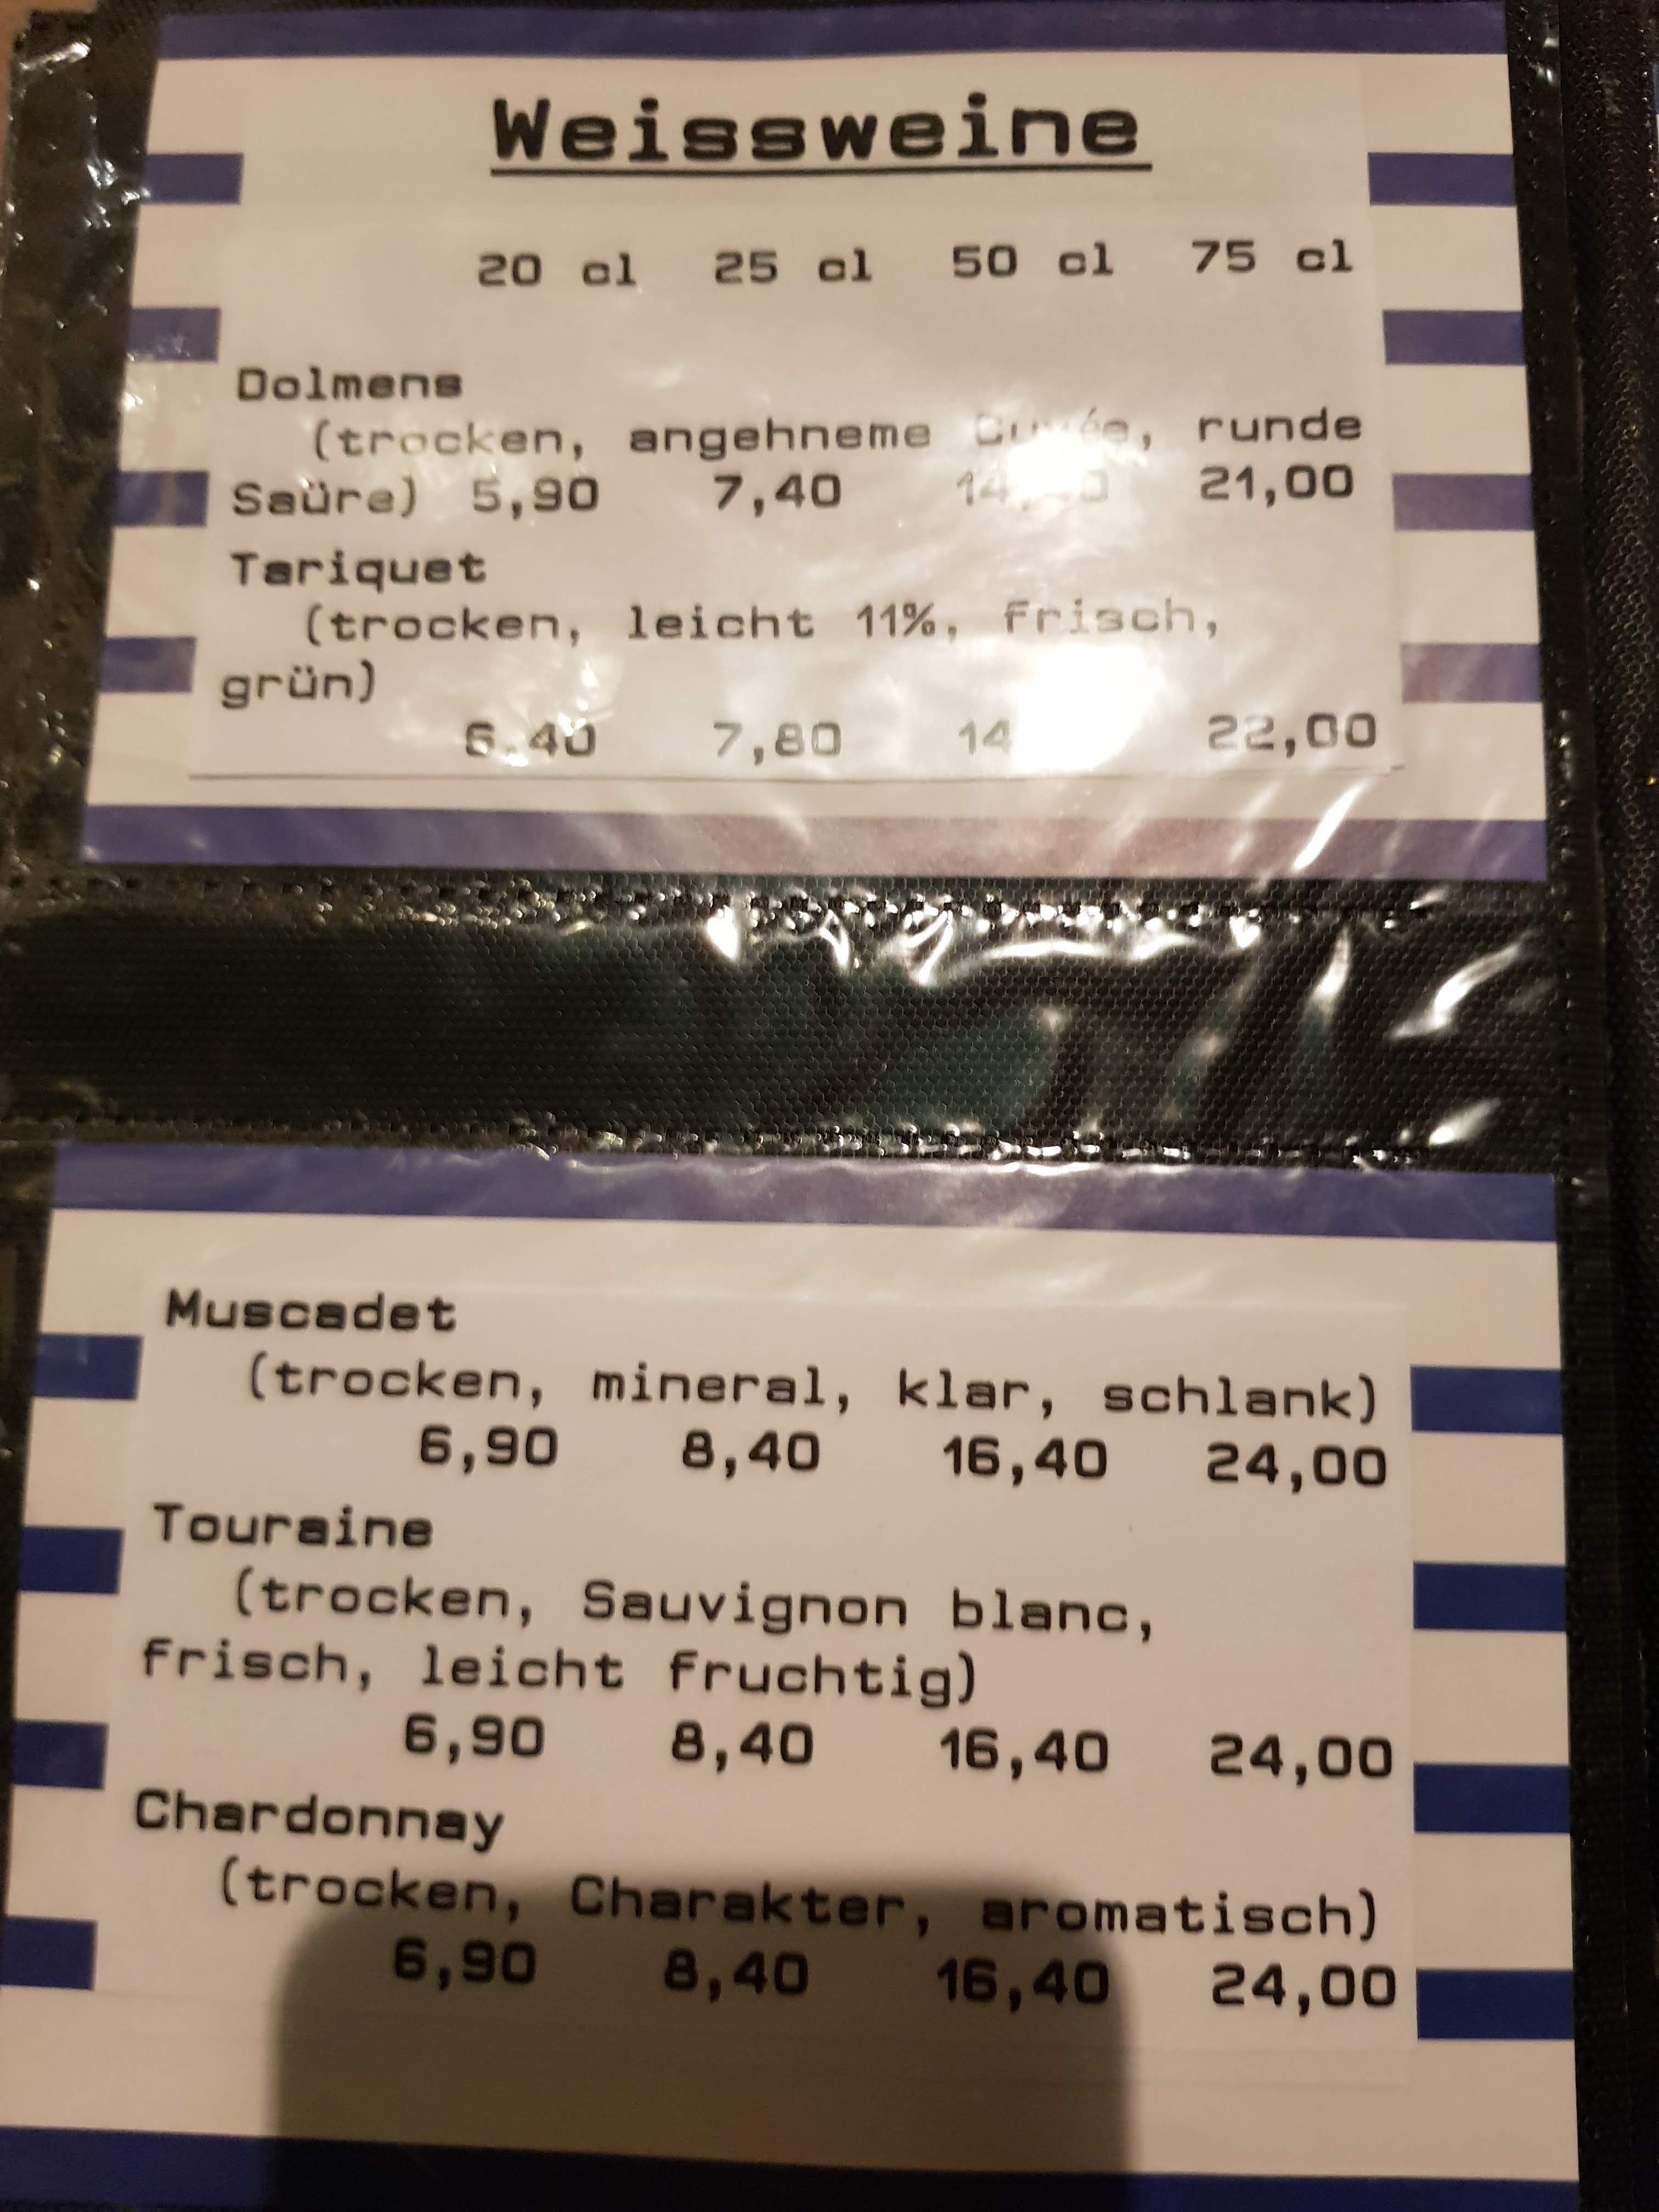 Weissweine
20 cl 25 cl 50 cl 75 cl
Dolmens
(trocken, angehneme Cuvée, runde
Saüre) 5,90 7,40 21,00
Tariquet
(trocken, leicht 11%, frisch,
grün)
6.40 7,80 22,00
Muscadet
(trocken, mineral, klar, schlank)
6,90 8,40 16,40 24,00
Touraine
(trocken, Sauvignon blanc,
frisch, leicht fruchtig)
6,90 8,40 16,40 24,00
Chardonnay
(trocken, Charakter, aromatisch)
6,90 8,40 16,40 24,00